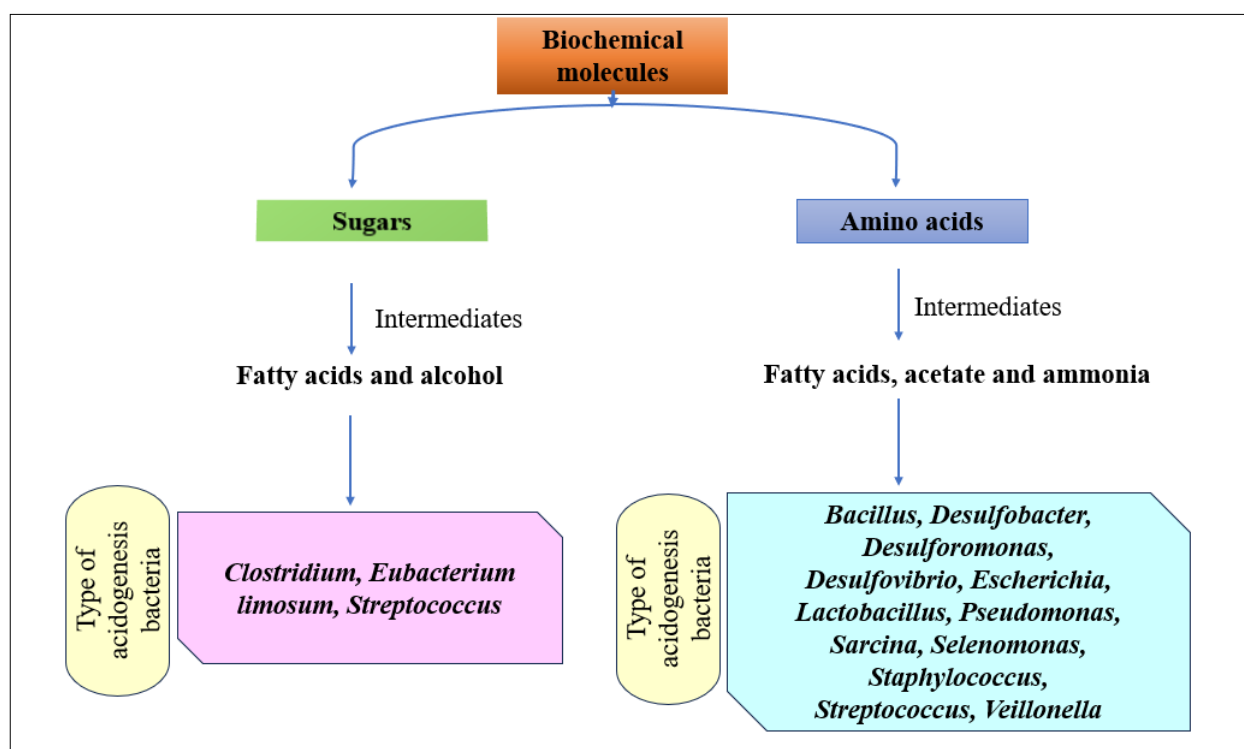 Biochemical
molecules
Sugars
Amino acids
Intermediates
Intermediates
Fatty acids and alcohol
Fatty acids, acetate and ammonia
Type of
acidogenesis
bacteria
Clostridium, Eubacterium
limosum, Streptococcus
Type of
acidogenesis
bacteria
Bacillus, Desulfobacter,
Desulforomonas,
Desulfovibrio, Escherichia,
Lactobacillus, Pseudomonas,
Sarcina, Selenomonas,
Staphylococcus,
Streptococcus, Veillonella